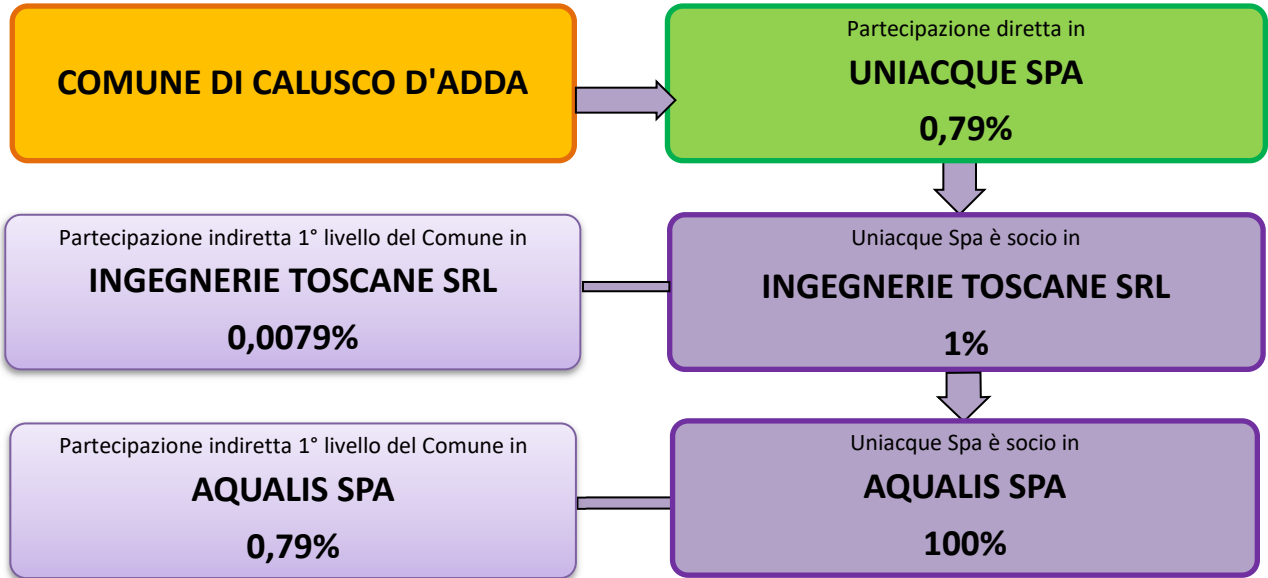 COMUNE DI CALUSCO D'ADDA
Partecipazione diretta in
UNIACQUE SPA
0,79%
Partecipazione indiretta 1° livello del Comune in
INGEGNERIE TOSCANE SRL
0,0079%
Uniacque Spa è socio in
INGEGNERIE TOSCANE SRL
1%
Partecipazione indiretta 1° livello del Comune in
AQUALIS SPA
0,79%
Uniacque Spa è socio in
AQUALIS SPA
100%